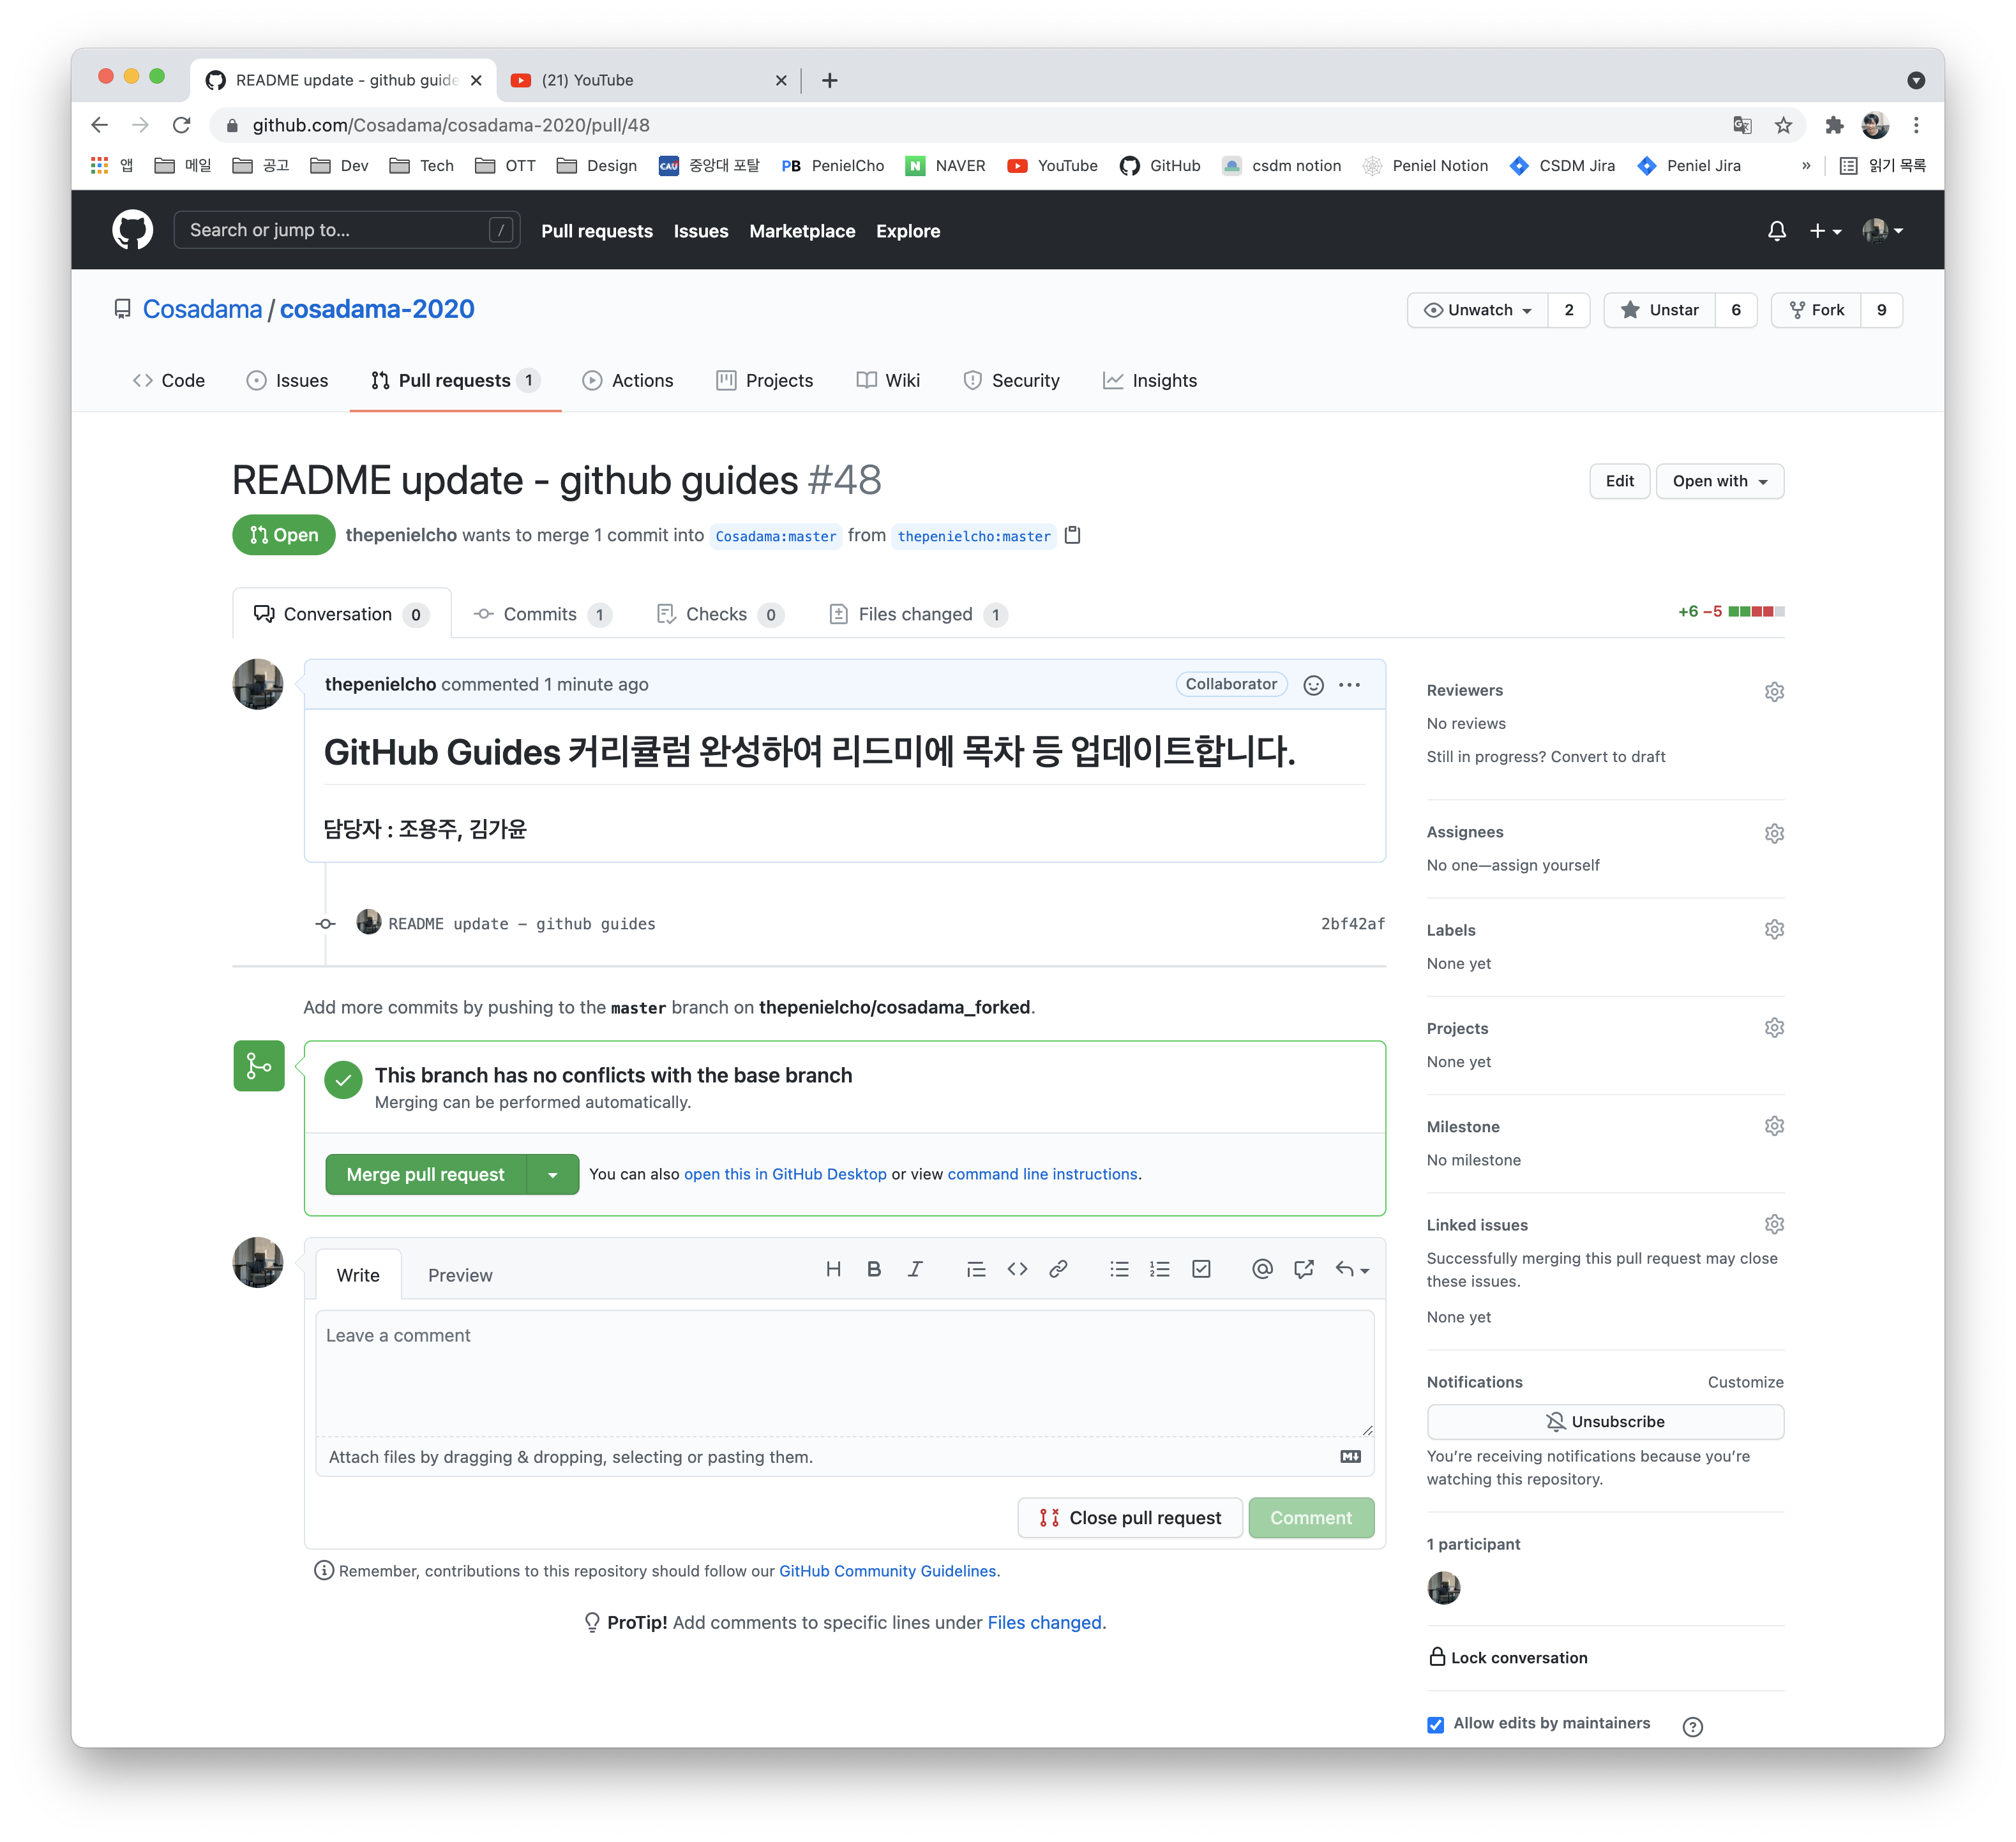 README update - github guide
(21) YouTube
github.com/Cosadama/cosadama-2020/pull/48
앱 메일 공고 Dev Tech OTT Design CAU 중앙대 포탈 PB PenielCho N NAVER YouTube GitHub csdm notion Peniel Notion CSDM Jira Peniel Jira » 읽기 목록
Search or jump to... / Pull requests Issues Marketplace Explore
Cosadama / cosadama-2020
Unwatch 2 Unstar 6 Fork 9
Code Issues Pull requests 1 Actions Projects Wiki Security Insights
README update - github guides #48
Edit Open with
Open thepenielcho wants to merge 1 commit into Cosadama:master from thepenielcho:master
Conversation 0 Commits 1 Checks 0 Files changed 1
+6 −5
thepenielcho commented 1 minute ago
Collaborator
GitHub Guides 커리큘럼 완성하여 리드미에 목차 등 업데이트합니다.
담당자 : 조용주, 김가윤
README update – github guides 2bf42af
Add more commits by pushing to the master branch on thepenielcho/cosadama_forked.
This branch has no conflicts with the base branch
Merging can be performed automatically.
Merge pull request
You can also open this in GitHub Desktop or view command line instructions.
Write Preview
H B I @
Leave a comment
Attach files by dragging & dropping, selecting or pasting them.
M
Close pull request Comment
Remember, contributions to this repository should follow our GitHub Community Guidelines.
ProTip! Add comments to specific lines under Files changed.
Reviewers
No reviews
Still in progress? Convert to draft
Assignees
No one—assign yourself
Labels
None yet
Projects
None yet
Milestone
No milestone
Linked issues
Successfully merging this pull request may close
these issues.
None yet
Notifications Customize
Unsubscribe
You're receiving notifications because you're
watching this repository.
1 participant
Lock conversation
Allow edits by maintainers ?